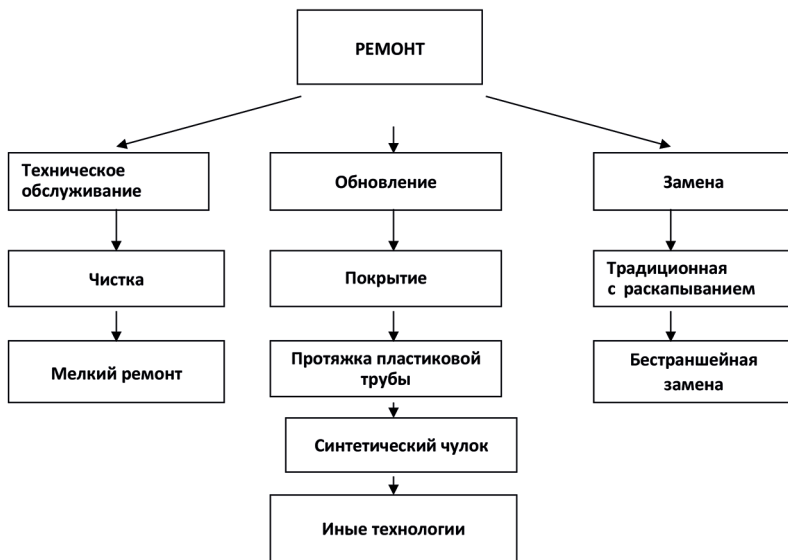 РЕМОНТ
Техническое
обслуживание
Обновление
Замена
Чистка
Покрытие
Традиционная
с раскапыванием
Мелкий ремонт
Протяжка пластиковой
трубы
Бестраншейная
замена
Синтетический чулок
Иные технологии